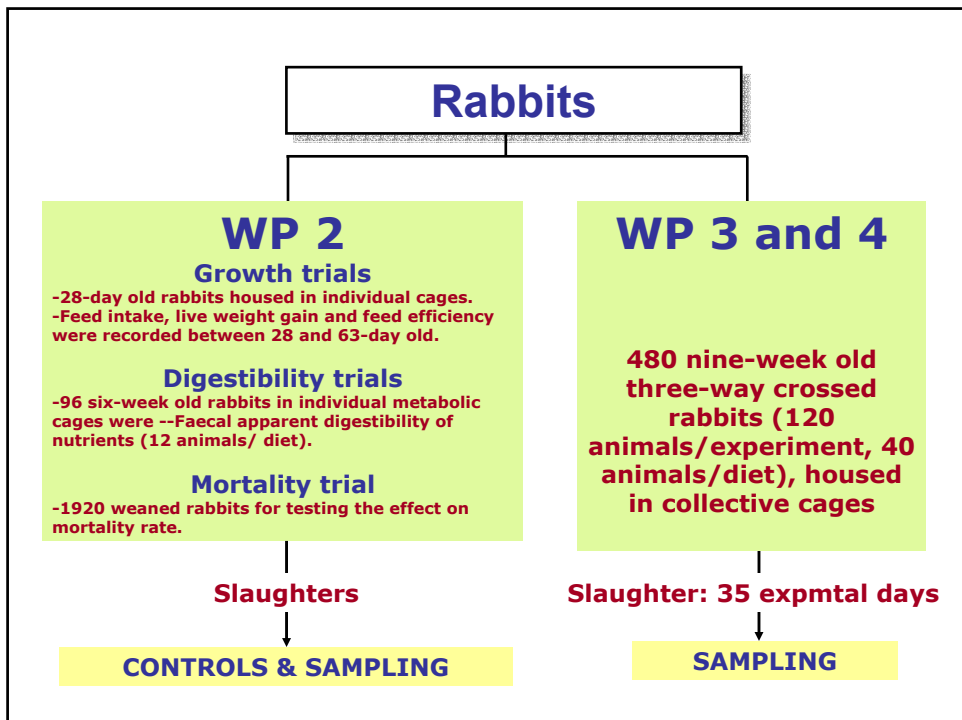 Rabbits
WP 2
Growth trials
-28-day old rabbits housed in individual cages.
-Feed intake, live weight gain and feed efficiency
were recorded between 28 and 63-day old.
Digestibility trials
-96 six-week old rabbits in individual metabolic
cages were --Faecal apparent digestibility of
nutrients (12 animals/ diet).
Mortality trial
-1920 weaned rabbits for testing the effect on
mortality rate.
Slaughters
CONTROLS & SAMPLING
WP 3 and 4
480 nine-week old
three-way crossed
rabbits (120
animals/experiment, 40
animals/diet), housed
in collective cages
Slaughter: 35 expmtal days
SAMPLING